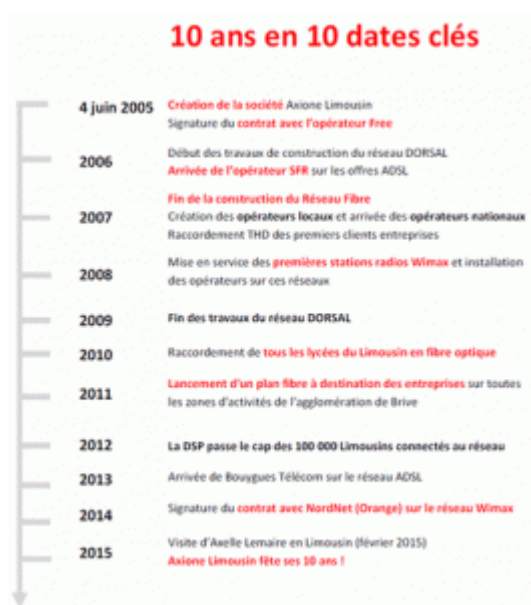 10 ans en 10 dates clés
4 juin 2005
Création de la société Axione Limousin
Signature du contrat avec l'opérateur Free
2006
Début des travaux de construction du réseau DORSAL
Arrivée de l'opérateur SFR sur les offres ADSL
2007
Fin de la construction du Réseau Fibre
Création des opérateurs locaux et arrivée des opérateurs nationaux
Raccordement THD des premiers clients entreprises
2008
Mise en service des premières stations radios Wimax et installation
des opérateurs sur ces réseaux
2009
Fin des travaux du réseau DORSAL
2010
Raccordement de tous les lycées du Limousin en fibre optique
2011
Lancement d'un plan fibre à destination des entreprises sur toutes
les zones d'activités de l'agglomération de Brive
2012
La DSP passe le cap des 100 000 Limousins connectés au réseau
2013
Arrivée de Bouygues Télécom sur le réseau ADSL
2014
Signature du contrat avec NordNet (Orange) sur le réseau Wimax
2015
Visite d'Axelle Lemaire en Limousin (février 2015)
Axione Limousin fête ses 10 ans !